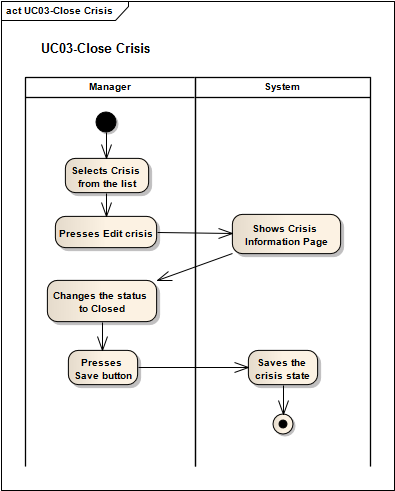 act UC03-Close Crisis
UC03-Close Crisis
Manager
System
Selects Crisis
from the list
Presses Edit crisis
Shows Crisis
Information Page
Changes the status
to Closed
Presses
Save button
Saves the
crisis state